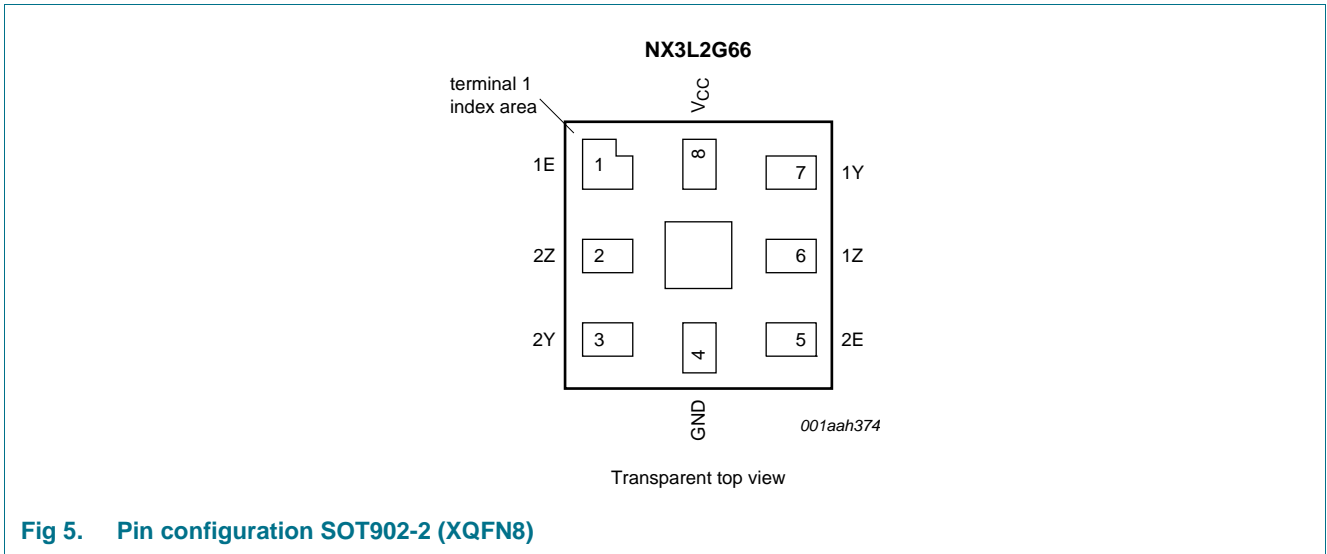 NX3L2G66
terminal 1
index area
VCC
1E
1
8
7
1Y
2Z
2
6
1Z
2Y
3
4
5
2E
GND
001aah374
Transparent top view
Fig 5. Pin configuration SOT902-2 (XQFN8)